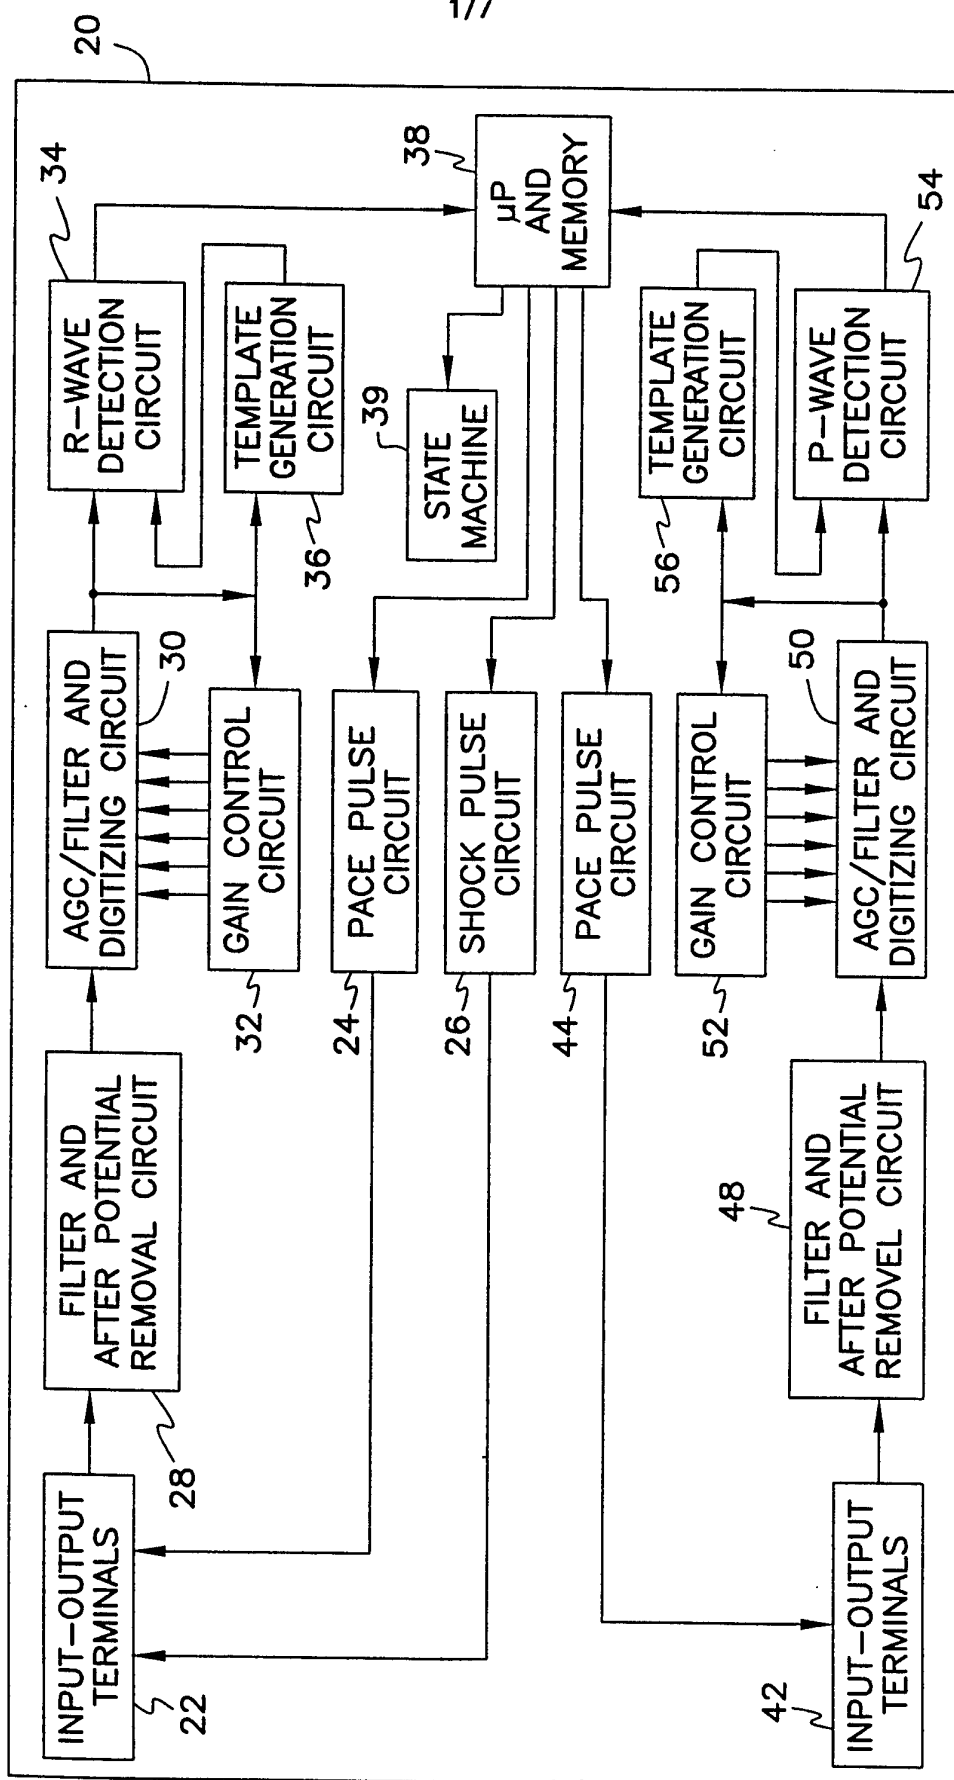 1/7
20
INPUT-OUTPUT
TERMINALS
22
FILTER AND
AFTER POTENTIAL
REMOVAL CIRCUIT
28
AGC/FILTER AND
DIGITIZING CIRCUIT
30
R-WAVE
DETECTION
CIRCUIT
34
GAIN CONTROL
CIRCUIT
32
TEMPLATE
GENERATION
CIRCUIT
36
PACE PULSE
CIRCUIT
24
STATE
MACHINE
39
µP
AND
MEMORY
38
SHOCK PULSE
CIRCUIT
26
PACE PULSE
CIRCUIT
44
GAIN CONTROL
CIRCUIT
52
TEMPLATE
GENERATION
CIRCUIT
56
INPUT-OUTPUT
TERMINALS
42
FILTER AND
AFTER POTENTIAL
REMOVEL CIRCUIT
48
AGC/FILTER AND
DIGITIZING CIRCUIT
50
P-WAVE
DETECTION
CIRCUIT
54